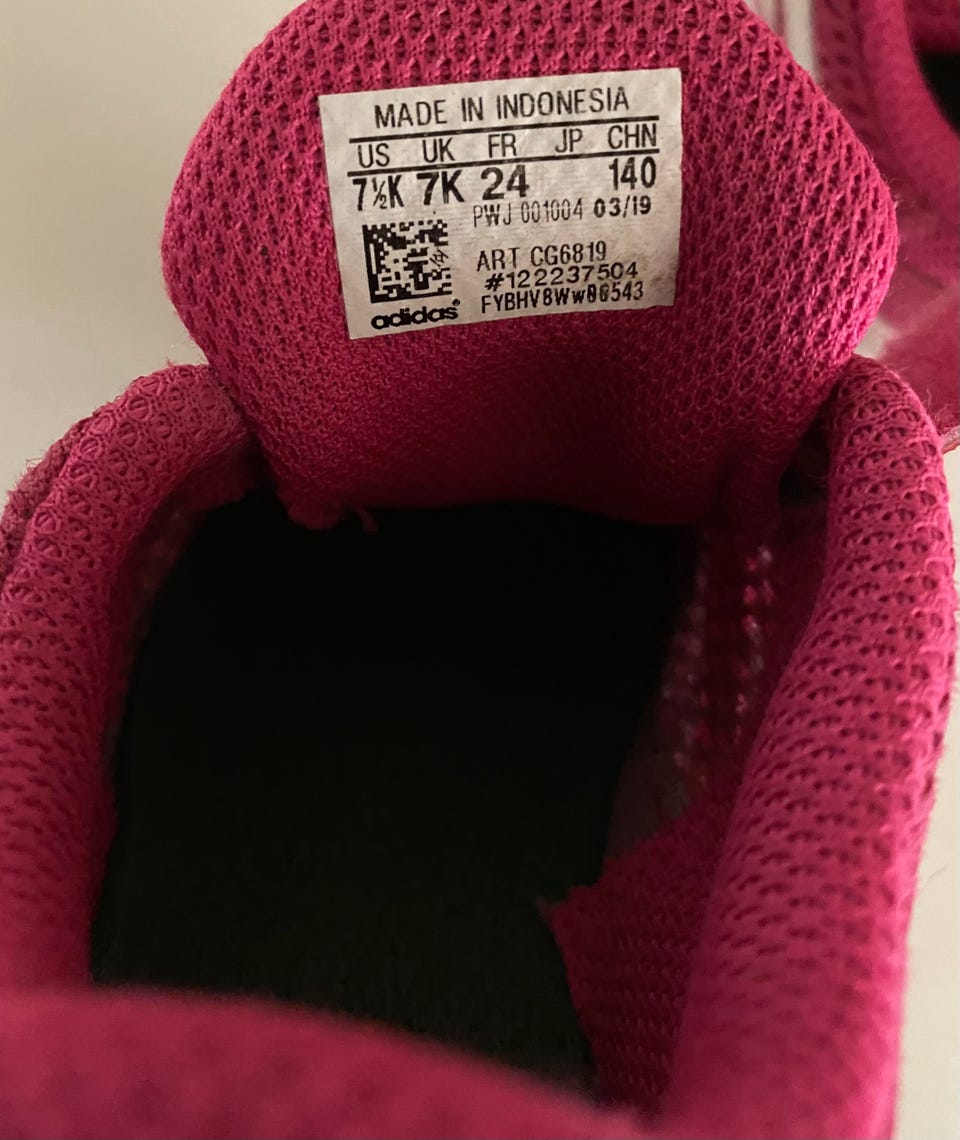 MADE IN INDONESIA
US UK FR JP CHN
7½K 7K 24 140
PWJ 001004 03/19
ART CG6819
#122237504
adidas®